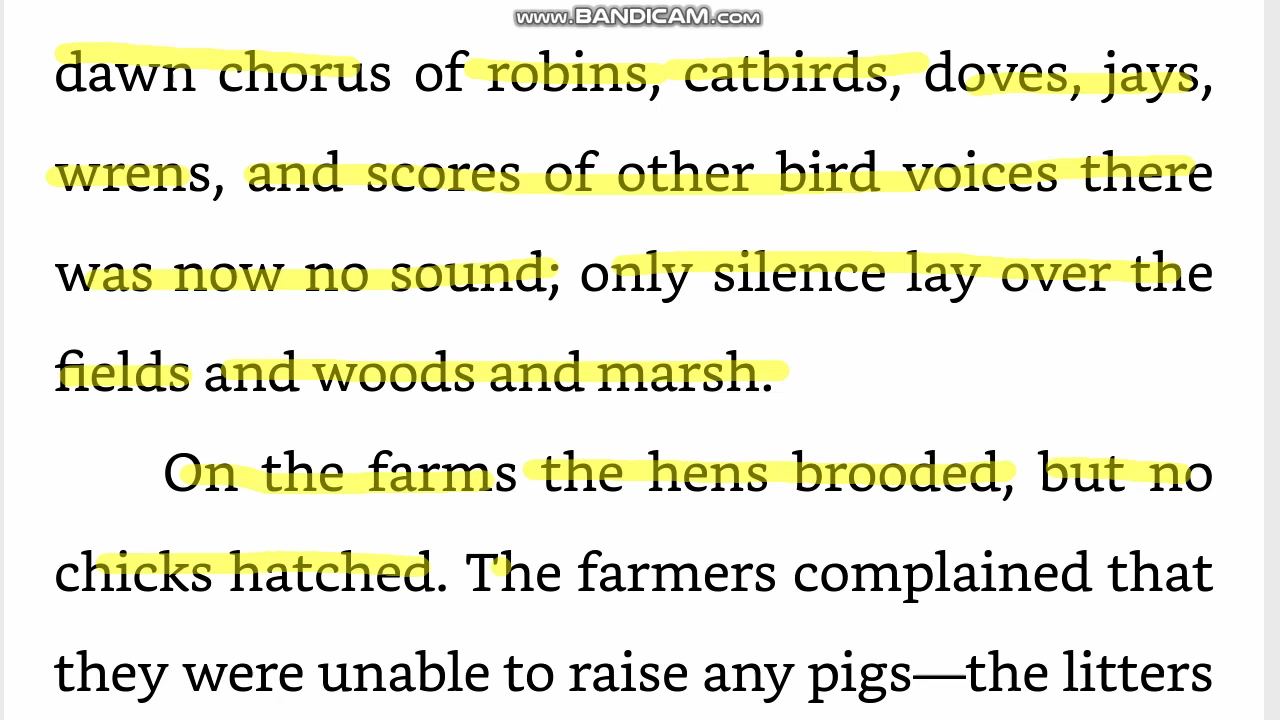 www.BANDICAM.com
dawn chorus of robins, catbirds, doves, jays,
wrens, and scores of other bird voices there
was now no sound; only silence lay over the
fields and woods and marsh.
On the farms the hens brooded, but no
chicks hatched. The farmers complained that
they were unable to raise any pigs—the litters